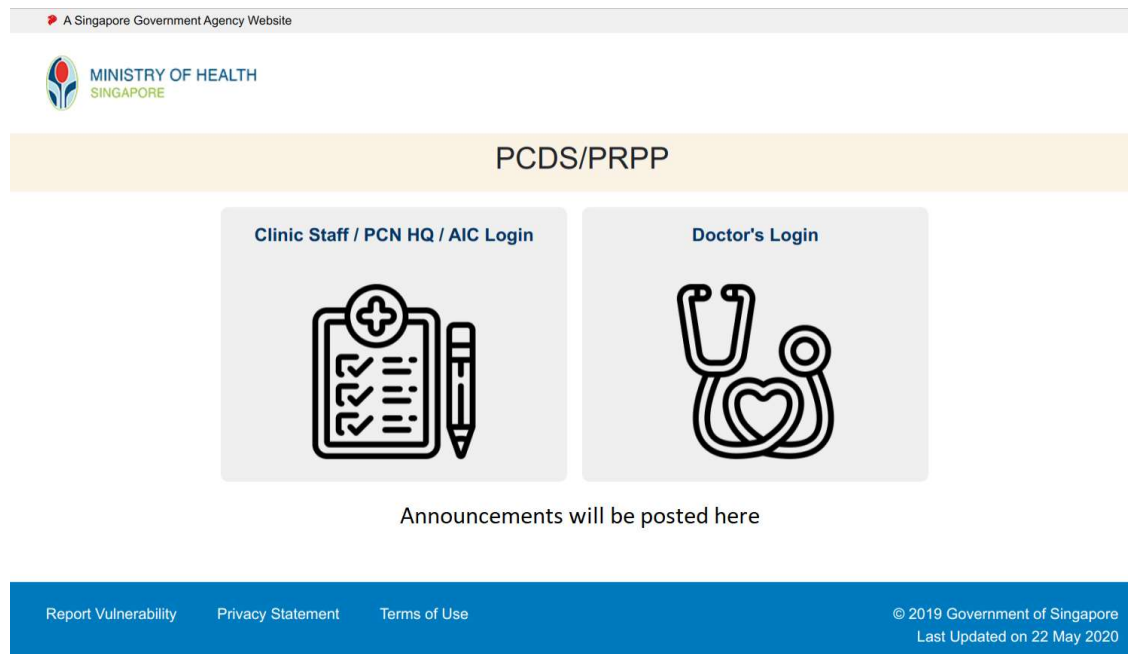 A Singapore Government Agency Website
MINISTRY OF HEALTH
SINGAPORE
PCDS/PRPP
Clinic Staff / PCN HQ / AIC Login
Doctor's Login
Announcements will be posted here
Report Vulnerability Privacy Statement Terms of Use
© 2019 Government of Singapore
Last Updated on 22 May 2020